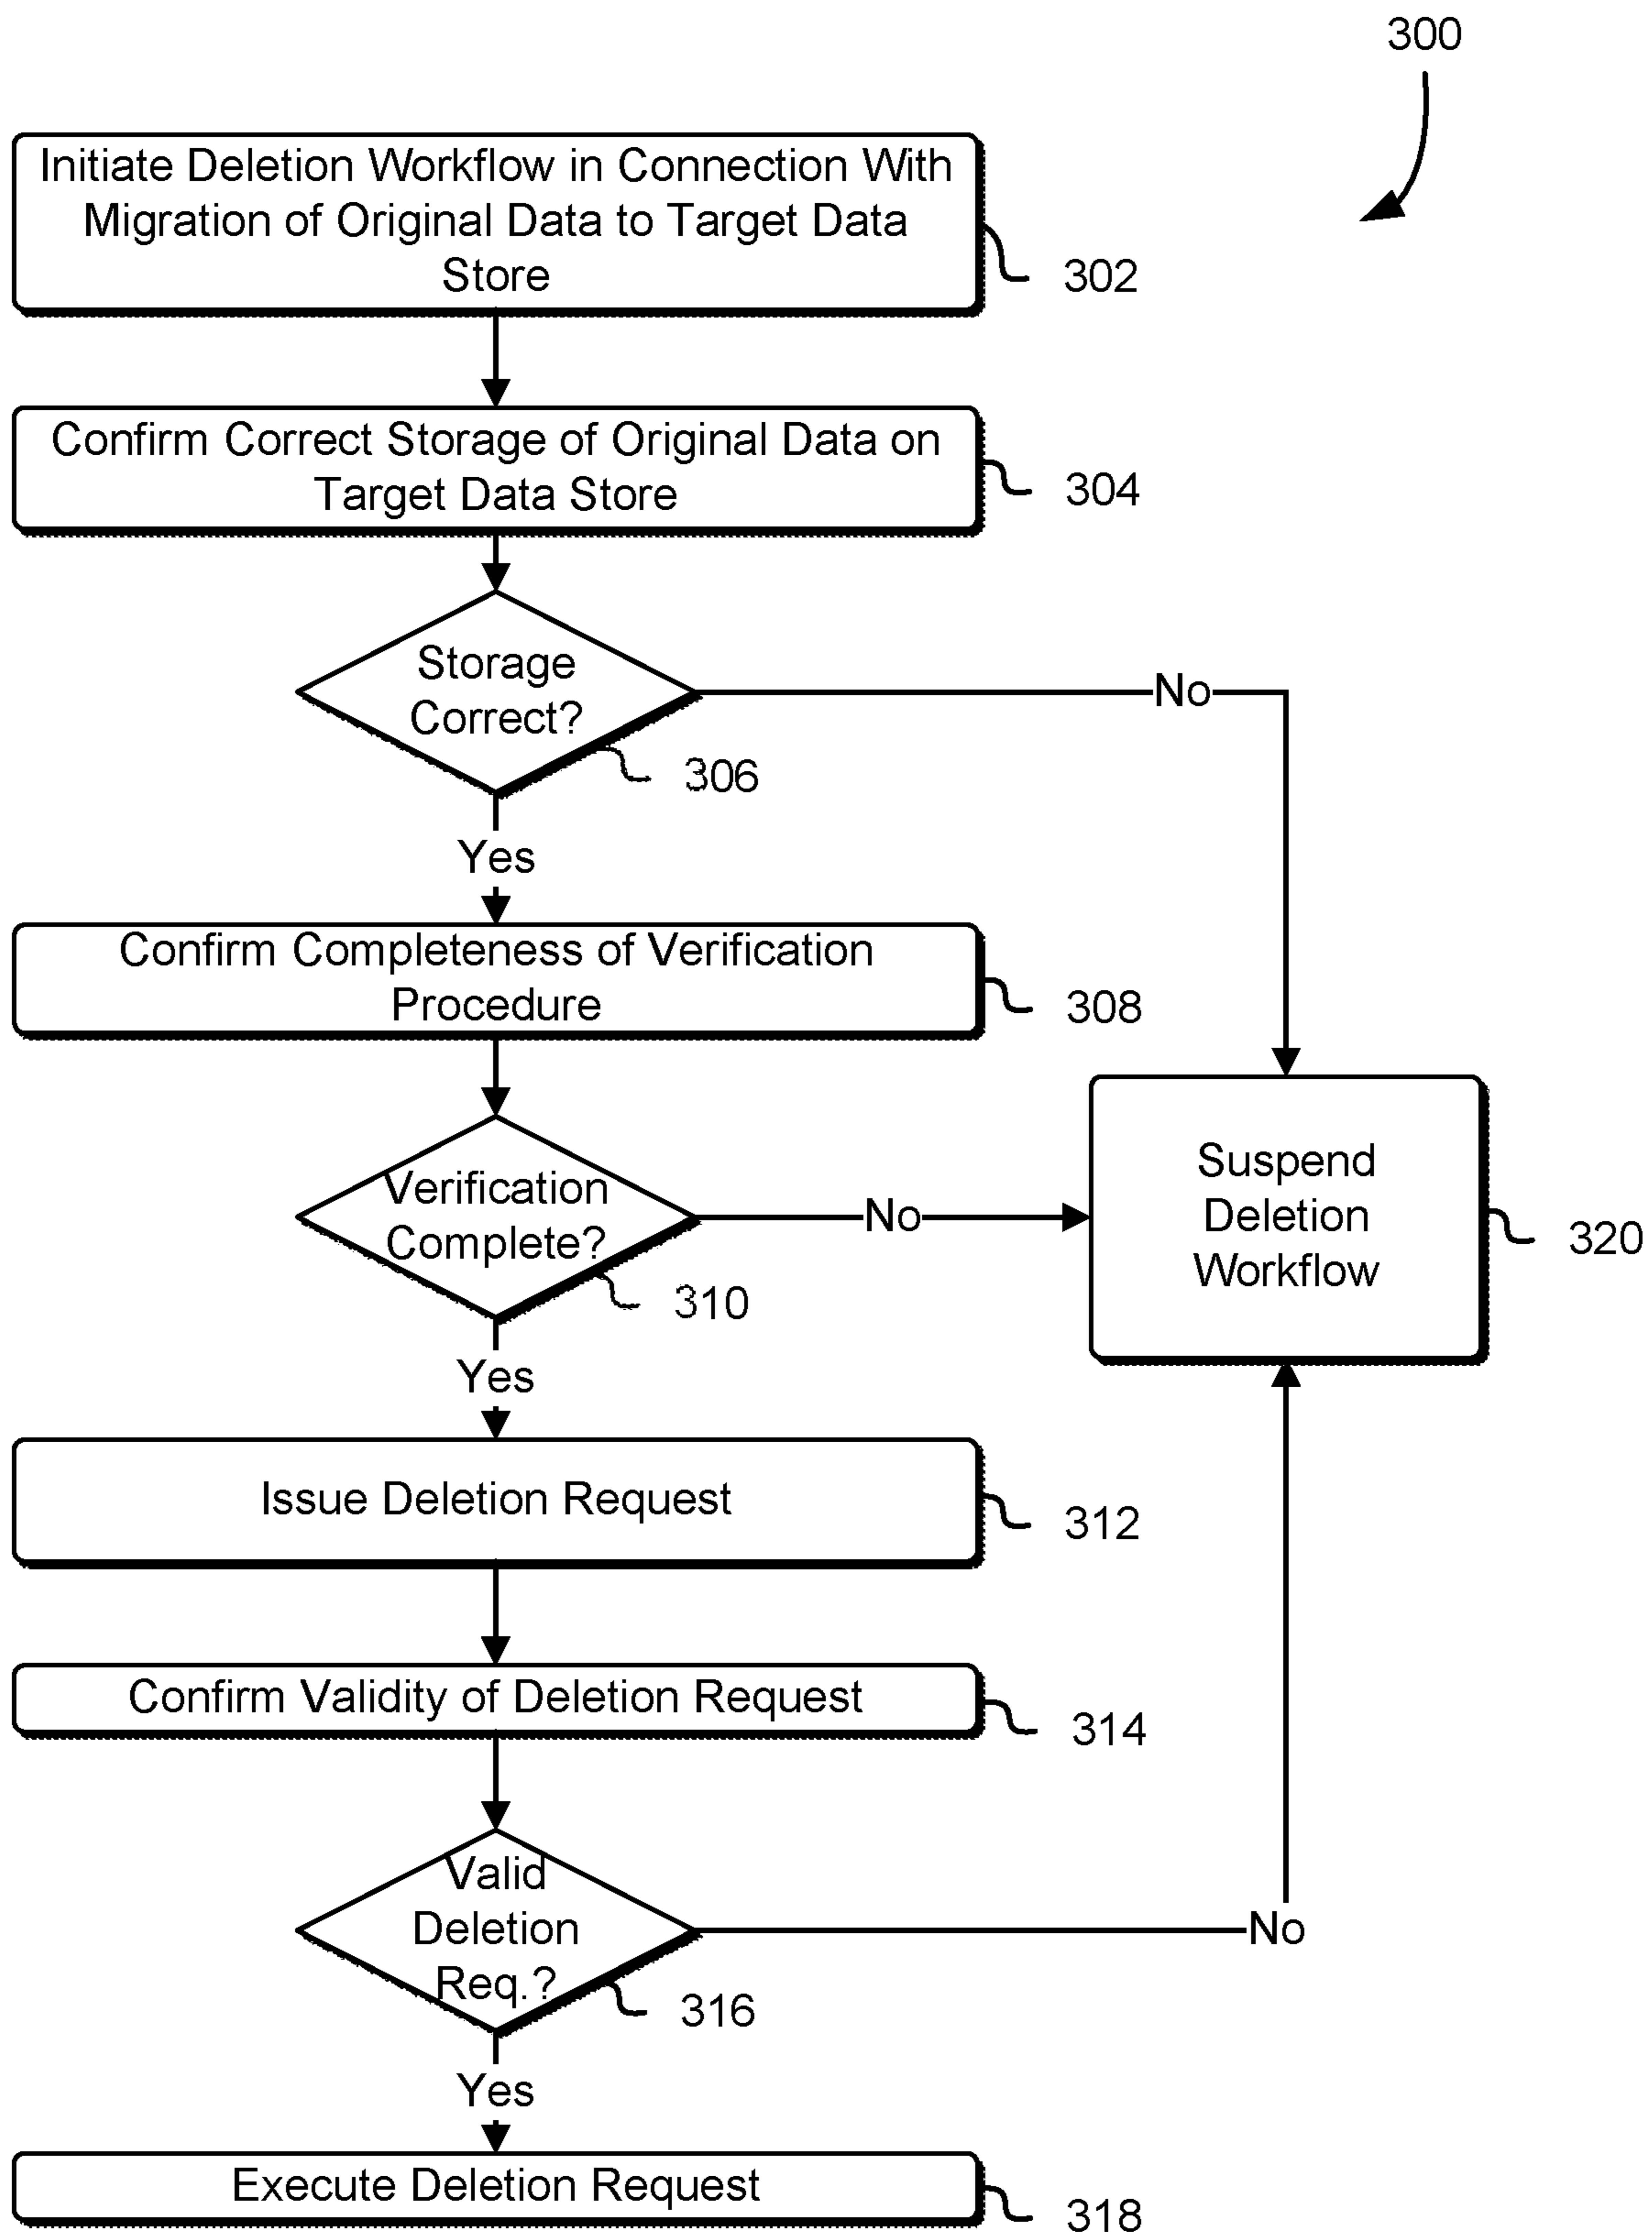 300
Initiate Deletion Workflow in Connection With
Migration of Original Data to Target Data
Store
302
Confirm Correct Storage of Original Data on
Target Data Store
304
Storage
Correct?
No
306
Yes
Confirm Completeness of Verification
Procedure
308
Verification
Complete?
No
310
Suspend
Deletion
Workflow
320
Yes
Issue Deletion Request
312
Confirm Validity of Deletion Request
314
Valid
Deletion
Req.?
No
316
Yes
Execute Deletion Request
318